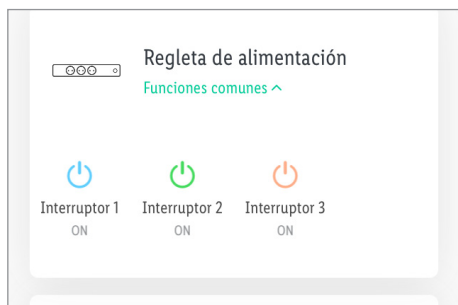 Regleta de alimentación
Funciones comunes
Interruptor 1 Interruptor 2 Interruptor 3
ON ON ON